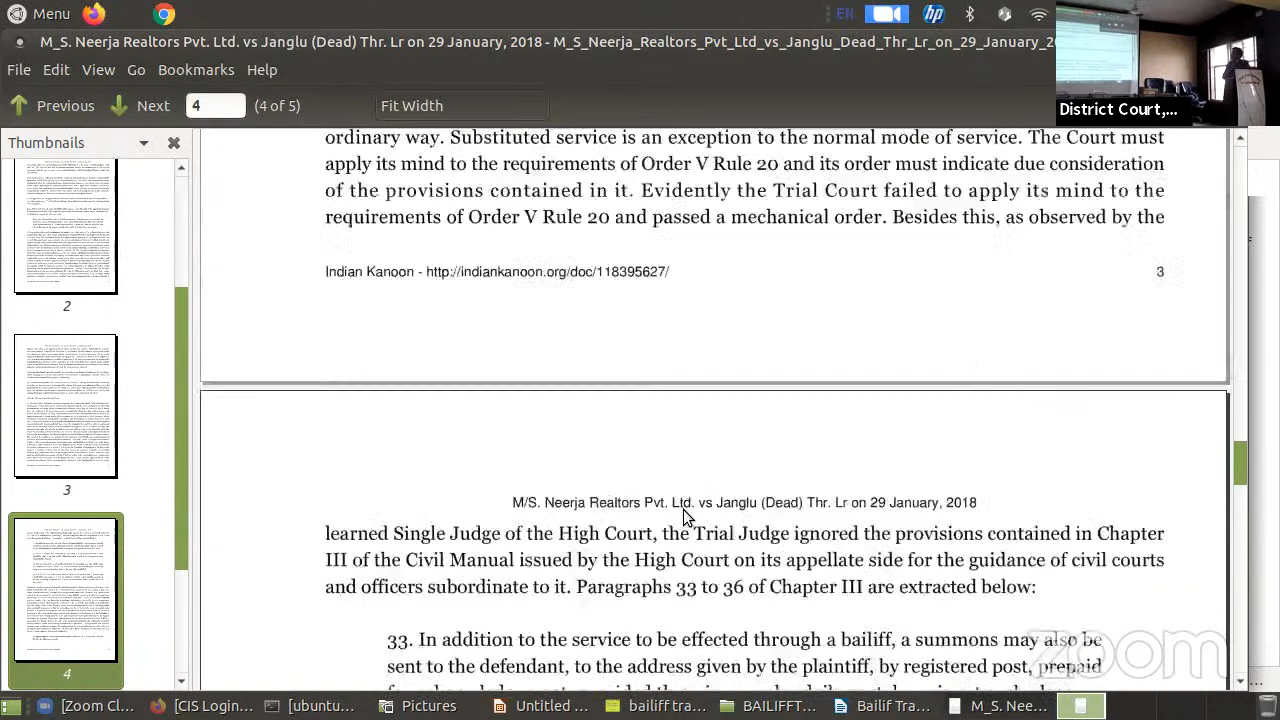 Menu
EN
hp
M_S. Neerja Realtors Pvt. Ltd. vs Janglu (Dead) Thr. Lr on 29 January, 2018 - M_S_Neerja_Realtors_Pvt_Ltd_vs_Janglu_Dead_Thr_Lr_on_29_January_20
File Edit View Go Bookmarks Help
Previous Next 4 (4 of 5) Fit Width
District Court,...
Thumbnails
2
3
4
ordinary way. Substituted service is an exception to the normal mode of service. The Court must
apply its mind to the requirements of Order V Rule 20 and its order must indicate due consideration
of the provisions contained in it. Evidently the Trial Court failed to apply its mind to the
requirements of Order V Rule 20 and passed a mechanical order. Besides this, as observed by the
Indian Kanoon - http://indiankanoon.org/doc/118395627/ 3
M/S. Neerja Realtors Pvt. Ltd. vs Janglu (Dead) Thr. Lr on 29 January, 2018
learned Single Judge of the High Court, the Trial Judge ignored the provisions contained in Chapter
III of the Civil Manual issued by the High Court on its appellate side for the guidance of civil courts
and officers subordinate to it. Paragraphs 33 to 36 of Chapter III are extracted below:
33. In addition to the service to be effected through a bailiff, a summons may also be
sent to the defendant, to the address given by the plaintiff, by registered post, prepaid
zoom
[Zoom Cl... [CIS Login... [ubuntu... Pictures Untitled ... bailiff tra... BAILIFFT... Bailif Tra... M_S. Nee...